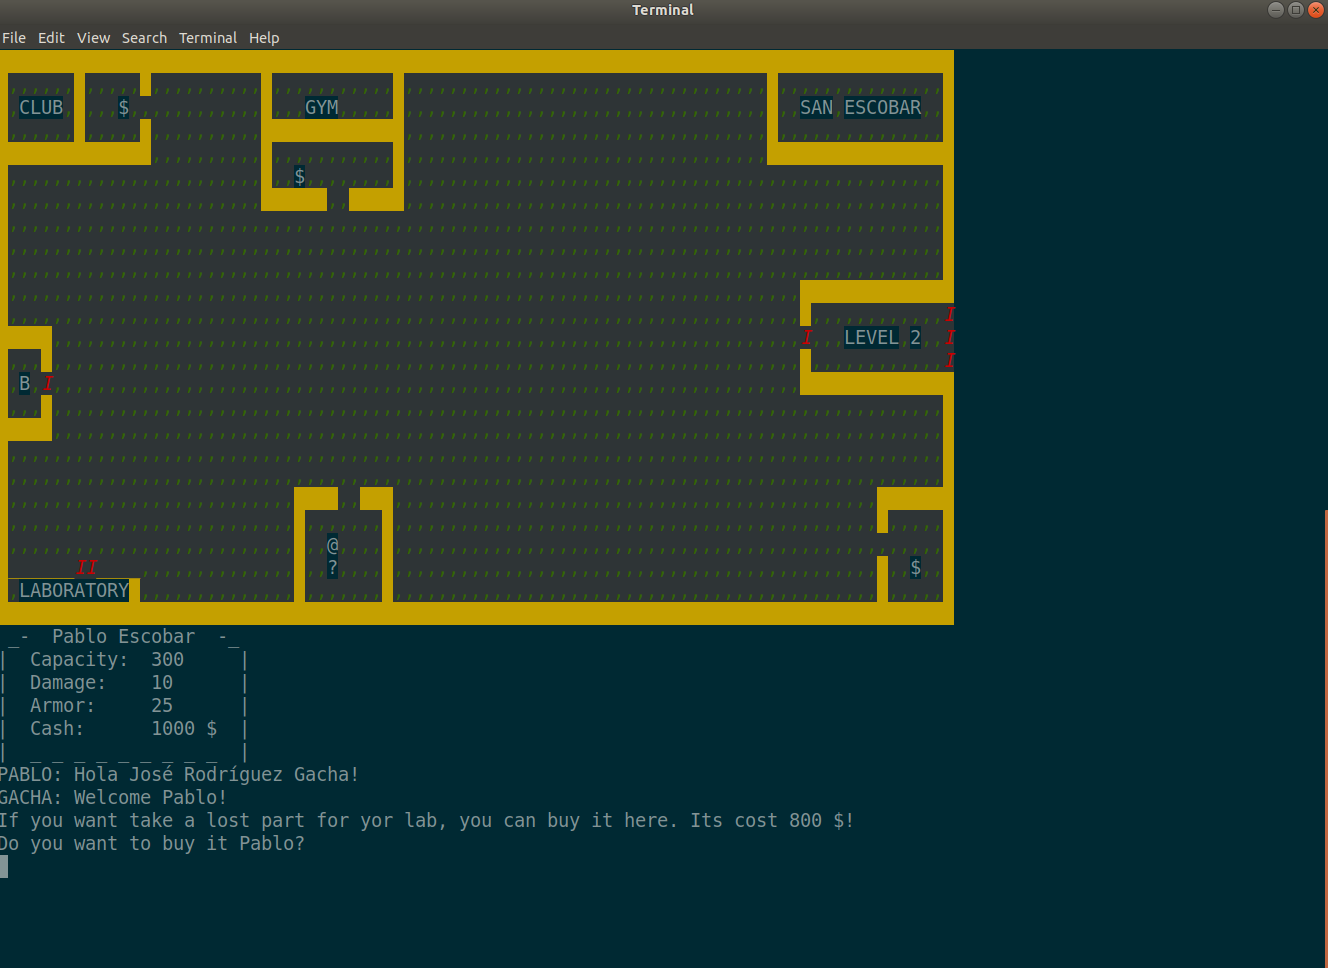 Terminal
File Edit View Search Terminal Help
CLUB $ GYM SAN ESCOBAR
$
I
I LEVEL 2 I
I
B I
@
II ? $
LABORATORY
_- Pablo Escobar -_
| Capacity: 300 |
| Damage: 10 |
| Armor: 25 |
| Cash: 1000 $ |
| _ _ _ _ _ _ _ _ _ |
PABLO: Hola José Rodríguez Gacha!
GACHA: Welcome Pablo!
If you want take a lost part for yor lab, you can buy it here. Its cost 800 $!
Do you want to buy it Pablo?